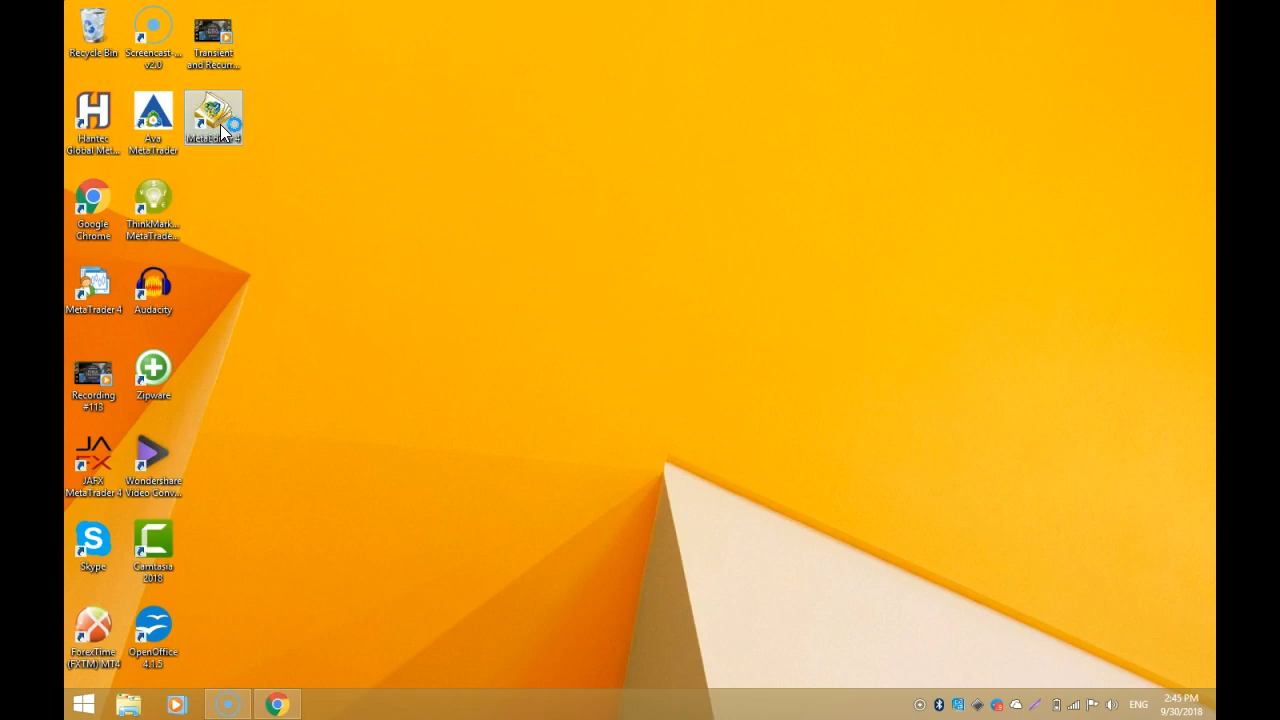 Recycle Bin
Screencast-...
v2.0
Transient
and Recurr...
Hantec
Global Met...
Ava
MetaTrader
Google
Chrome
ThinkMark...
MetaTrade...
MetaTrader 4
Audacity
Recording
#113
Zipware
JAFX
MetaTrader 4
Wondershare
Video Conv...
Skype
Camtasia
2018
ForexTime
(FXTM) MT4
OpenOffice
4.1.5
ENG
2:45 PM
9/30/2018